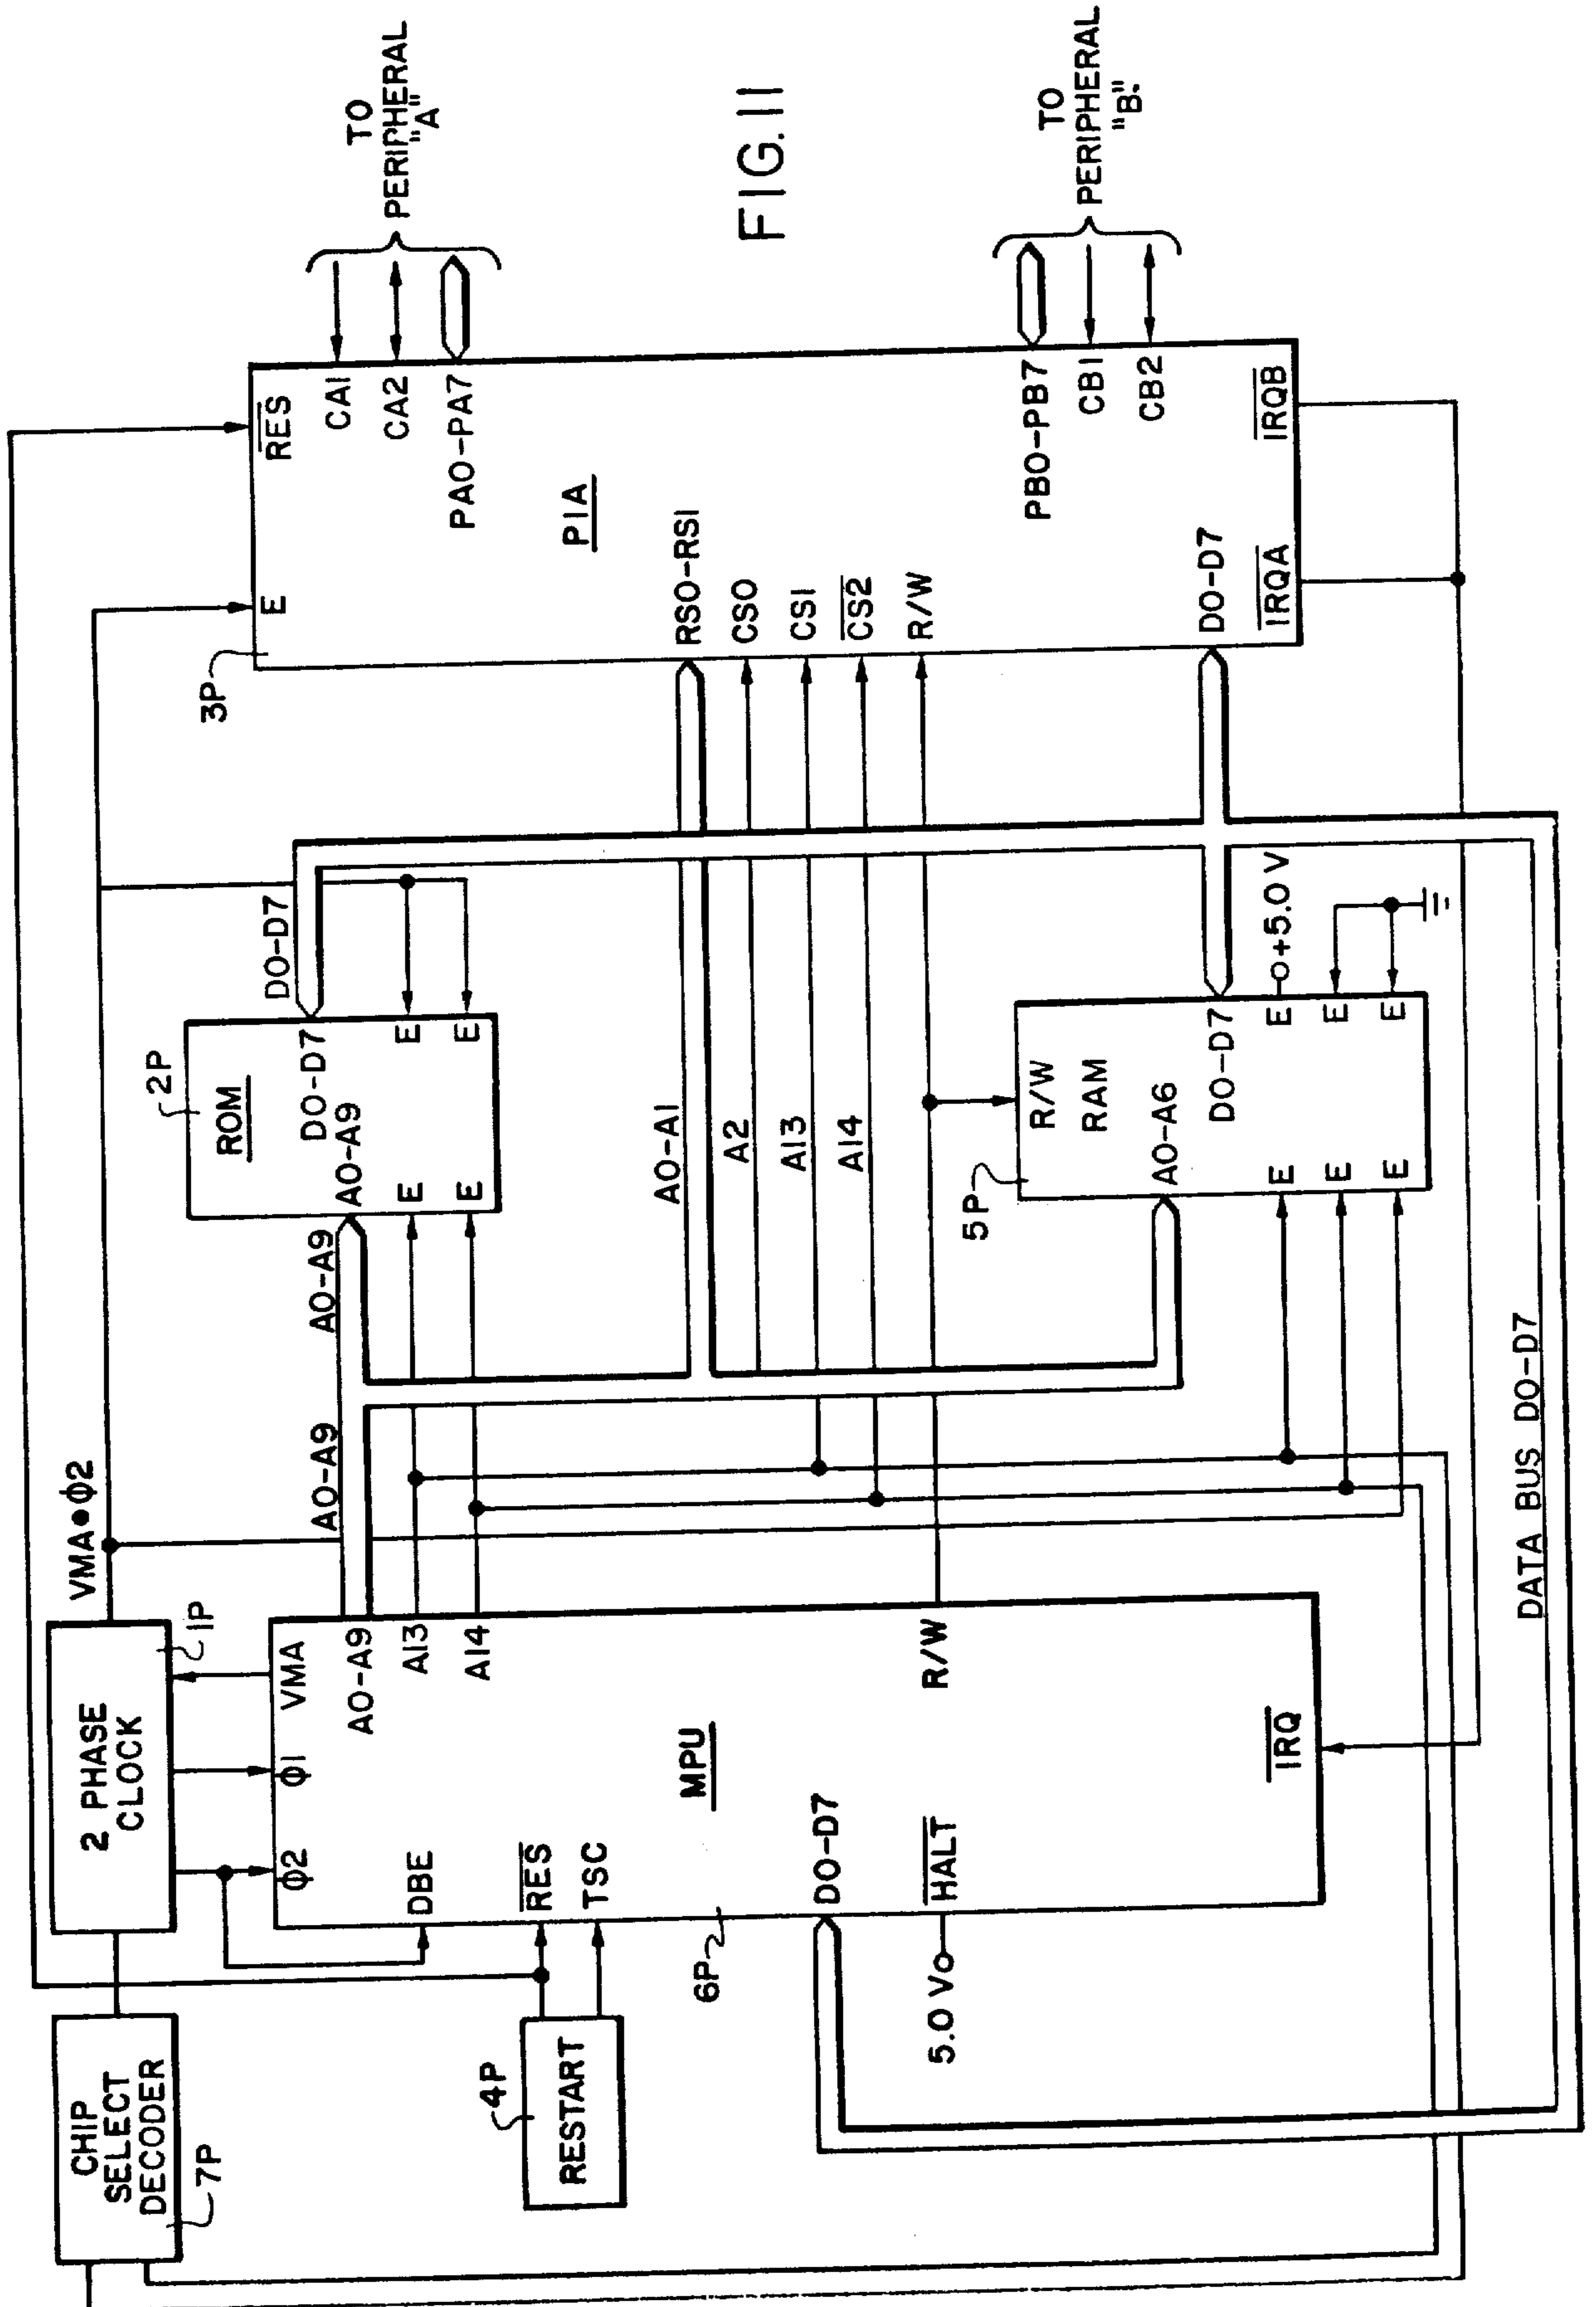 CHIP
SELECT
DECODER
7P
2 PHASE
CLOCK
1P
VMA•Φ2
4P
RESTART
Φ2
Φ1
VMA
DBE
RES
TSC
6P
MPU
A0-A9
A13
A14
D0-D7
HALT
5.0 V
R/W
IRQ
A0-A9
A0-A9
2P
ROM
D0-D7
A0-A9
E
E
E
E
D0-D7
A0-A1
A2
A13
A14
5P
R/W
RAM
A0-A6
D0-D7
E
E
E
E
E
E
+5.0 V
DATA BUS D0-D7
3P
E
RES
CA1
CA2
PA0-PA7
PIA
RS0-RS1
CS0
CS1
CS2
R/W
D0-D7
PB0-PB7
CB1
CB2
IRQA
IRQB
TO
PERIPHERAL
"A"
TO
PERIPHERAL
"B"
FIG. 11